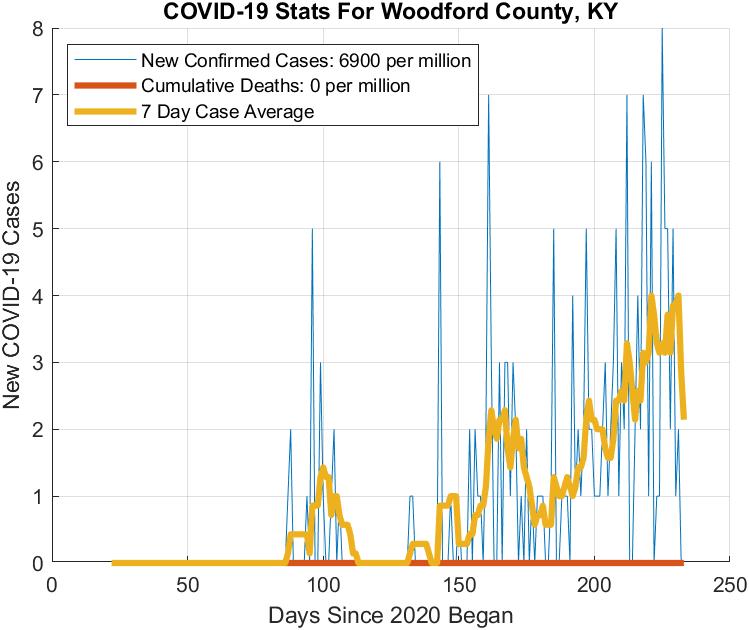 COVID-19 Stats For Woodford County, KY
New Confirmed Cases: 6900 per million
Cumulative Deaths: 0 per million
7 Day Case Average
New COVID-19 Cases
8
7
6
5
4
3
2
1
0
0 50 100 150 200 250
Days Since 2020 Began